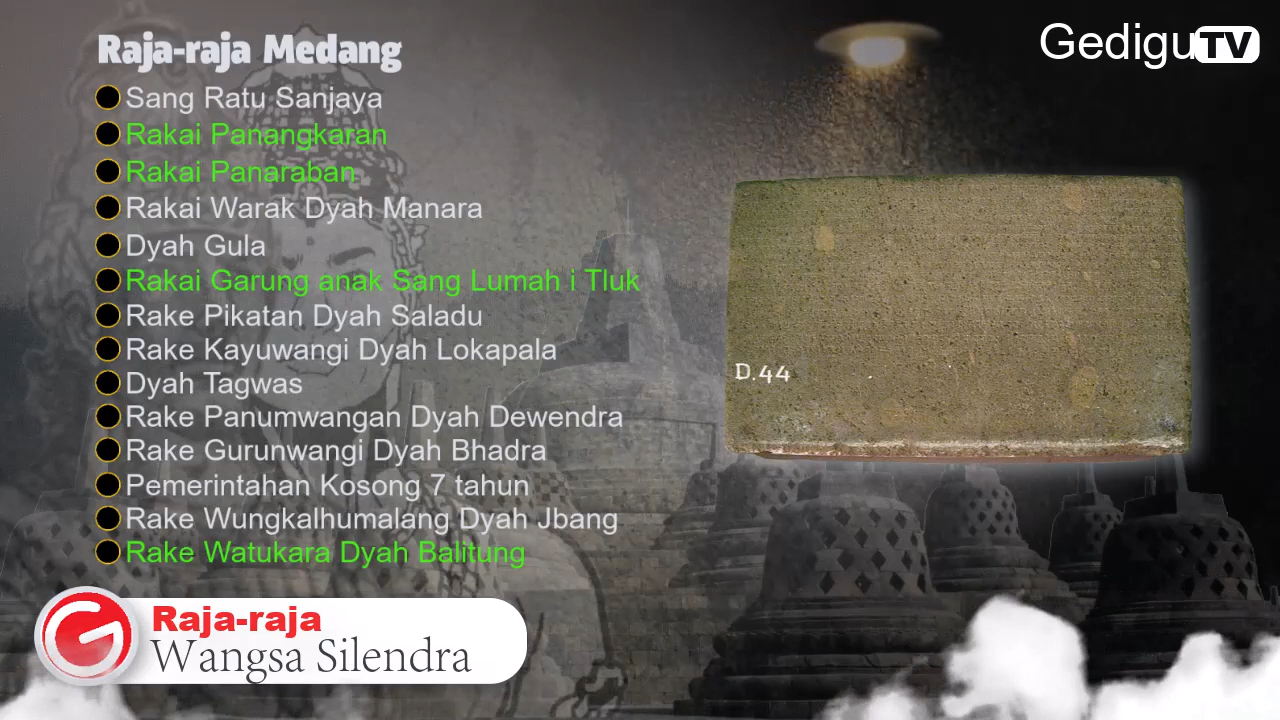 Raja-raja Medang
Sang Ratu Sanjaya
Rakai Panangkaran
Rakai Panaraban
Rakai Warak Dyah Manara
Dyah Gula
Rakai Garung anak Sang Lumah i Tluk
Rake Pikatan Dyah Saladu
Rake Kayuwangi Dyah Lokapala
Dyah Tagwas
Rake Panumwangan Dyah Dewendra
Rake Gurunwangi Dyah Bhadra
Pemerintahan Kosong 7 tahun
Rake Wungkalhumalang Dyah Jbang
Rake Watukara Dyah Balitung
Gedigu TV
D.44
Raja-raja
Wangsa Silendra